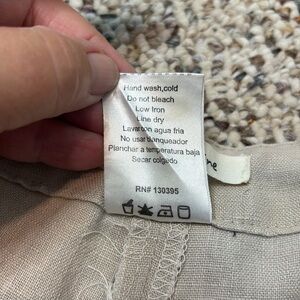 Hand wash,cold
Do not bleach
Low Iron
Line dry
Lavar con agua fria
No usar blanqueador
Planchar a temperatura baja
Secar colgado
RN# 130395